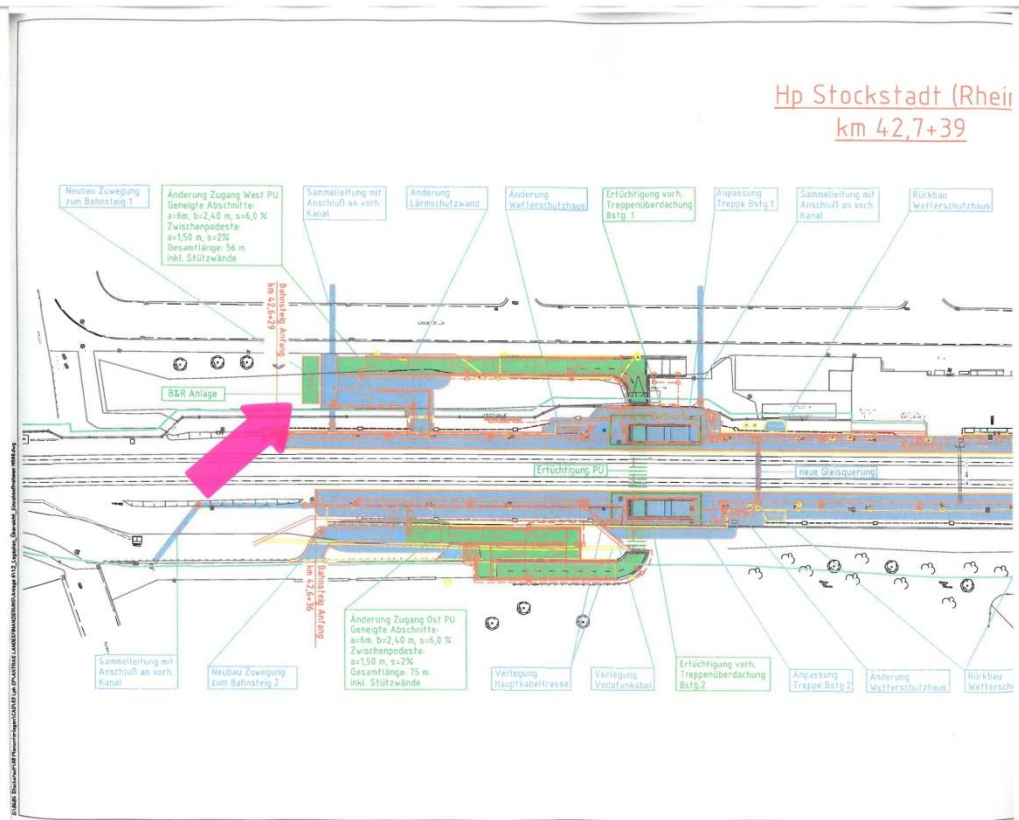 Hp Stockstadt (Rhein
km 42,7+39
Neubau Zuwegung
zum Bahnsteig 1
Änderung Zugang West PU
Geneigte Abschnitte:
a=6m, b=2,40 m, s=6,0 %
Zwischenpodeste:
a=1,50 m, s=2%
Gesamtlänge: 56 m
inkl. Stützwände
Sammelleitung mit
Anschluß an vorh.
Kanal
Änderung
Lärmschutzwand
Änderung
Wetterschutzhaus
Ertüchtigung vorh.
Treppenüberdachung
Bstg. 1
Anpassung
Treppe Bstg.1
Sammelleitung mit
Anschluß an vorh.
Kanal
Rückbau
Wetterschutzhaus
Bahnsteig Anfang
km 42,6+29
B&R Anlage
Ertüchtigung PU
neue Gleisquerung
Bahnsteig Anfang
km 42,6+36
Sammelleitung mit
Anschluß an vorh.
Kanal
Neubau Zuwegung
zum Bahnsteig 2
Änderung Zugang Ost PU
Geneigte Abschnitte:
a=6m, b=2,40 m, s=6,0 %
Zwischenpodeste:
a=1,50 m, s=2%
Gesamtlänge: 75 m
inkl. Stützwände
Verlegung
Hauptkabeltrasse
Verlegung
Vodafunkabel
Ertüchtigung vorh.
Treppenüberdachung
Bstg.2
Anpassung
Treppe Bstg.2
Änderung
Wetterschutzhaus
Rückbau
Wetterschu